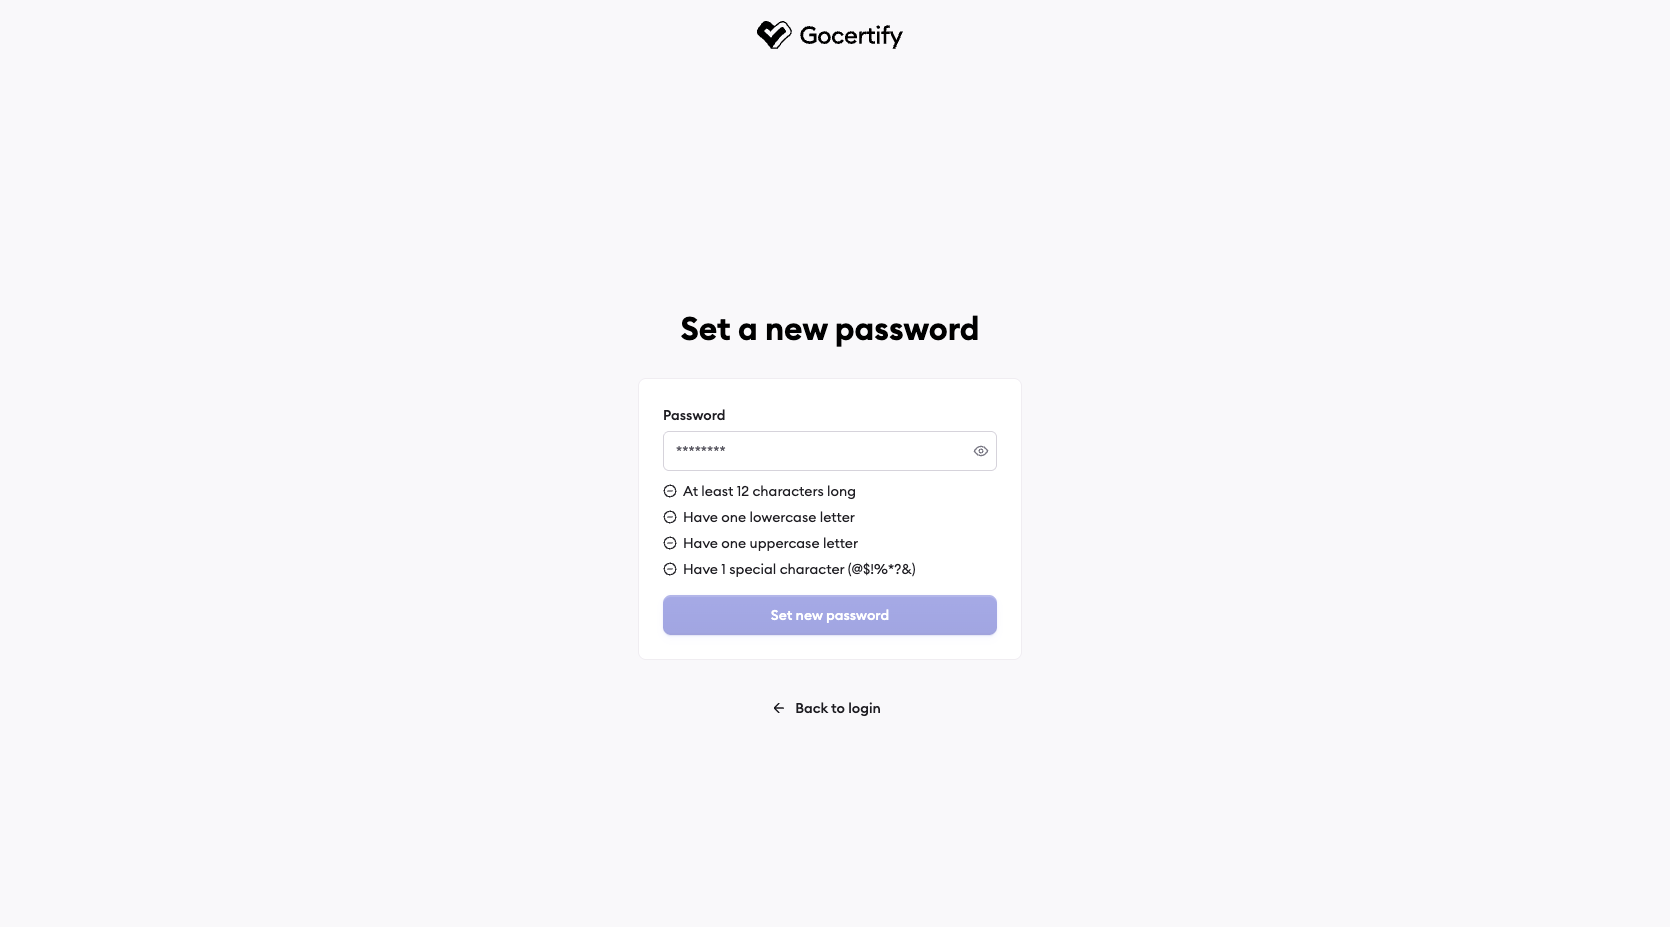 Gocertify
Set a new password
Password
********
At least 12 characters long
Have one lowercase letter
Have one uppercase letter
Have 1 special character (@$!%*?&)
Set new password
Back to login